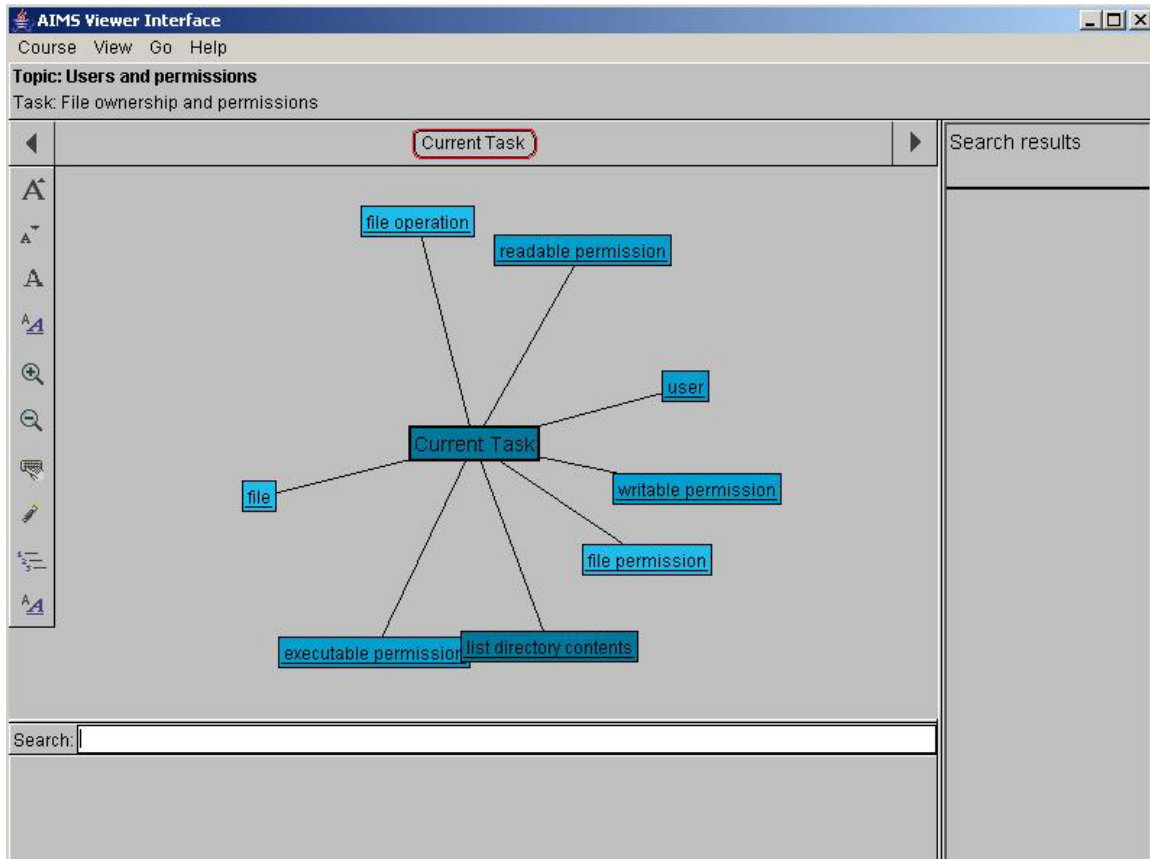 AIMS Viewer Interface
Course View Go Help
Topic: Users and permissions
Task: File ownership and permissions
Current Task
Search results
file operation
readable permission
user
Current Task
writable permission
file
file permission
executable permission
list directory contents
Search: